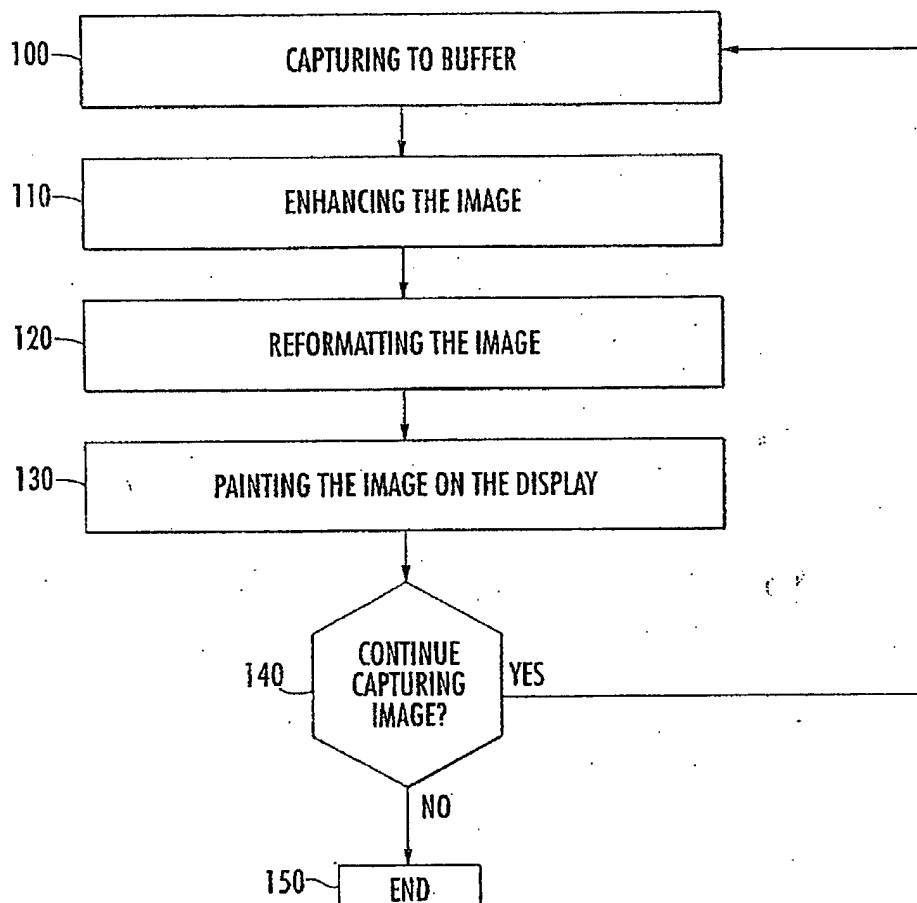 100
CAPTURING TO BUFFER
110
ENHANCING THE IMAGE
120
REFORMATTING THE IMAGE
130
PAINTING THE IMAGE ON THE DISPLAY
140
CONTINUE
CAPTURING
IMAGE?
YES
NO
150
END